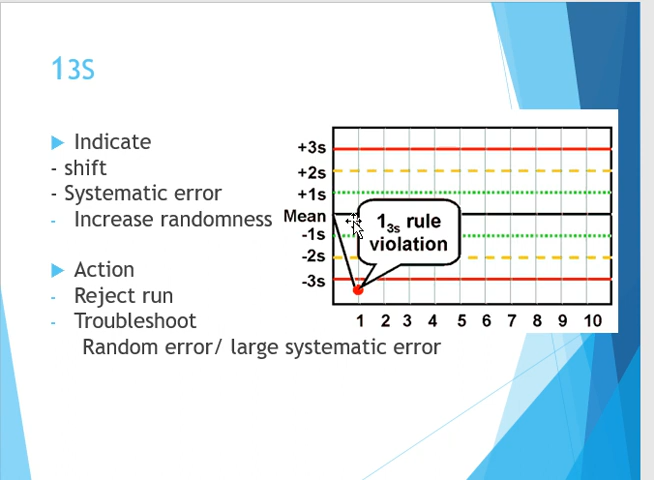 13S
Indicate
- shift
- Systematic error
- Increase randomness
Action
- Reject run
- Troubleshoot
Random error/ large systematic error
+3s
+2s
+1s
Mean
-1s
-2s
-3s
13s rule
violation
1 2 3 4 5 6 7 8 9 10